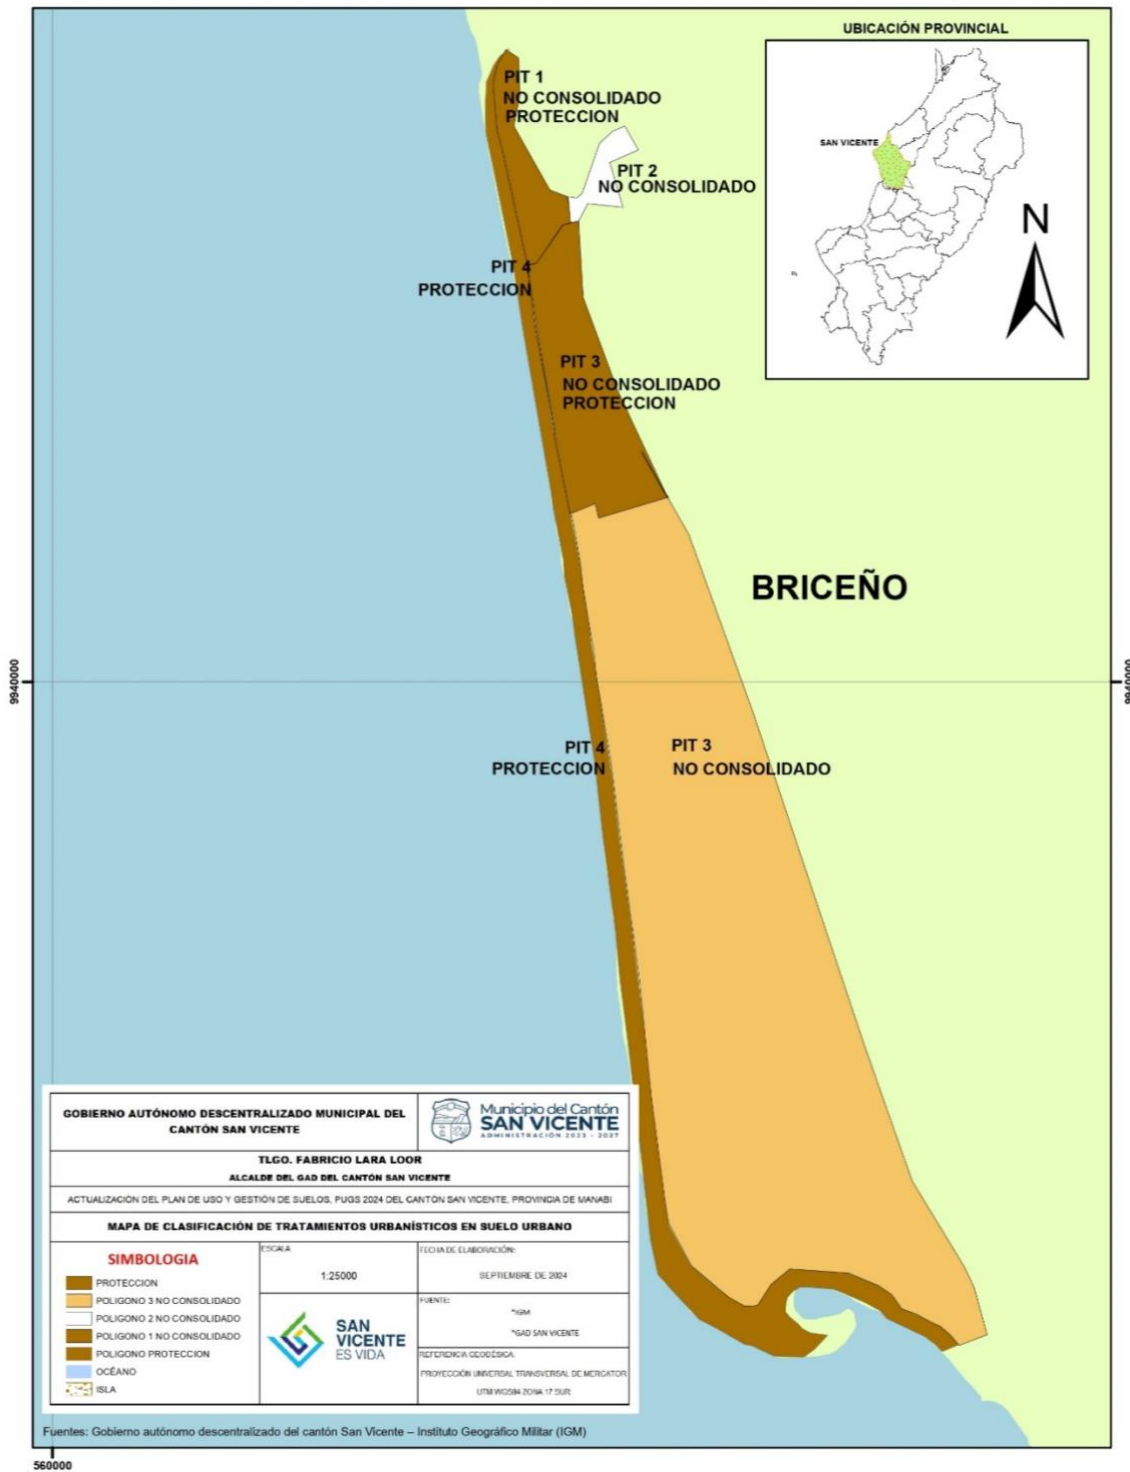 UBICACIÓN PROVINCIAL
SAN VICENTE
N
PIT 1
NO CONSOLIDADO
PROTECCION
PIT 2
NO CONSOLIDADO
PIT 4
PROTECCION
PIT 3
NO CONSOLIDADO
PROTECCION
BRICEÑO
9940000
9940000
PIT 4
PROTECCION
PIT 3
NO CONSOLIDADO
GOBIERNO AUTÓNOMO DESCENTRALIZADO MUNICIPAL DEL
CANTÓN SAN VICENTE
Municipio del Cantón
SAN VICENTE
ADMINISTRACIÓN 2023 - 2027
TLGO. FABRICIO LARA LOOR
ALCALDE DEL GAD DEL CANTÓN SAN VICENTE
ACTUALIZACIÓN DEL PLAN DE USO Y GESTIÓN DE SUELOS, PUGS 2024 DEL CANTÓN SAN VICENTE, PROVINCIA DE MANABI
MAPA DE CLASIFICACIÓN DE TRATAMIENTOS URBANÍSTICOS EN SUELO URBANO
SIMBOLOGIA
PROTECCION
POLIGONO 3 NO CONSOLIDADO
POLIGONO 2 NO CONSOLIDADO
POLIGONO 1 NO CONSOLIDADO
POLIGONO PROTECCION
OCÉANO
ISLA
ESCALA
1:25000
SAN
VICENTE
ES VIDA
FECHA DE ELABORACIÓN:
SEPTIEMBRE DE 2024
FUENTE:
*IGM
*GAD SAN VICENTE
REFERENCIA GEODÉSICA:
PROYECCIÓN UNIVERSAL TRANSVERSAL DE MERCATOR
UTM WGS84 ZONA 17 SUR
Fuentes: Gobierno autónomo descentralizado del cantón San Vicente – Instituto Geográfico Militar (IGM)
560000